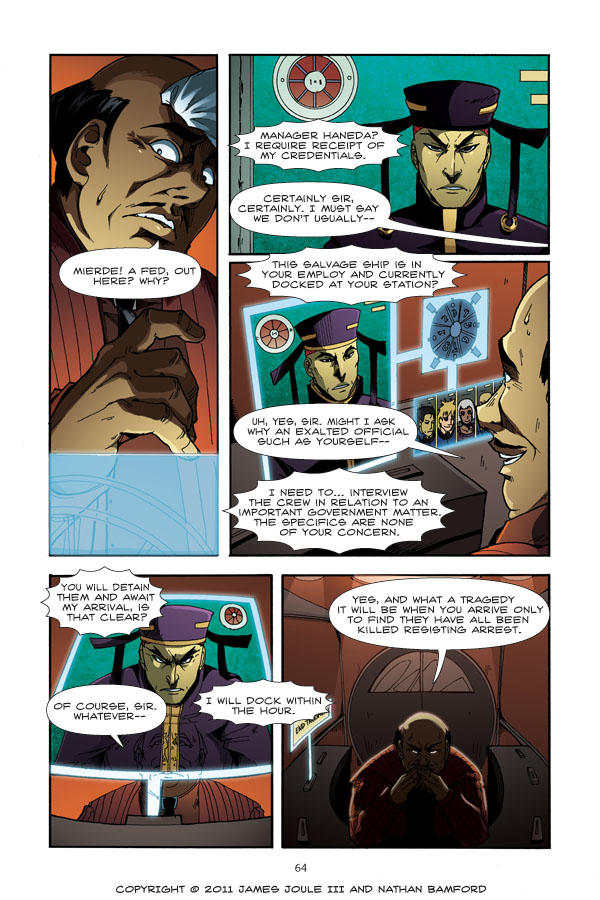 MIERDE! A FED, OUT
HERE? WHY?
MANAGER HANEDA?
I REQUIRE RECEIPT OF
MY CREDENTIALS.
CERTAINLY SIR,
CERTAINLY. I MUST SAY
WE DON'T USUALLY--
THIS SALVAGE SHIP IS IN
YOUR EMPLOY AND CURRENTLY
DOCKED AT YOUR STATION?
UH, YES, SIR. MIGHT I ASK
WHY AN EXALTED OFFICIAL
SUCH AS YOURSELF--
I NEED TO... INTERVIEW
THE CREW IN RELATION TO AN
IMPORTANT GOVERNMENT MATTER.
THE SPECIFICS ARE NONE
OF YOUR CONCERN.
YOU WILL DETAIN
THEM AND AWAIT
MY ARRIVAL, IS
THAT CLEAR?
OF COURSE, SIR.
WHATEVER--
I WILL DOCK WITHIN
THE HOUR.
YES, AND WHAT A TRAGEDY
IT WILL BE WHEN YOU ARRIVE ONLY
TO FIND THEY HAVE ALL BEEN
KILLED RESISTING ARREST.
64
COPYRIGHT © 2011 JAMES JOULE III AND NATHAN BAMFORD